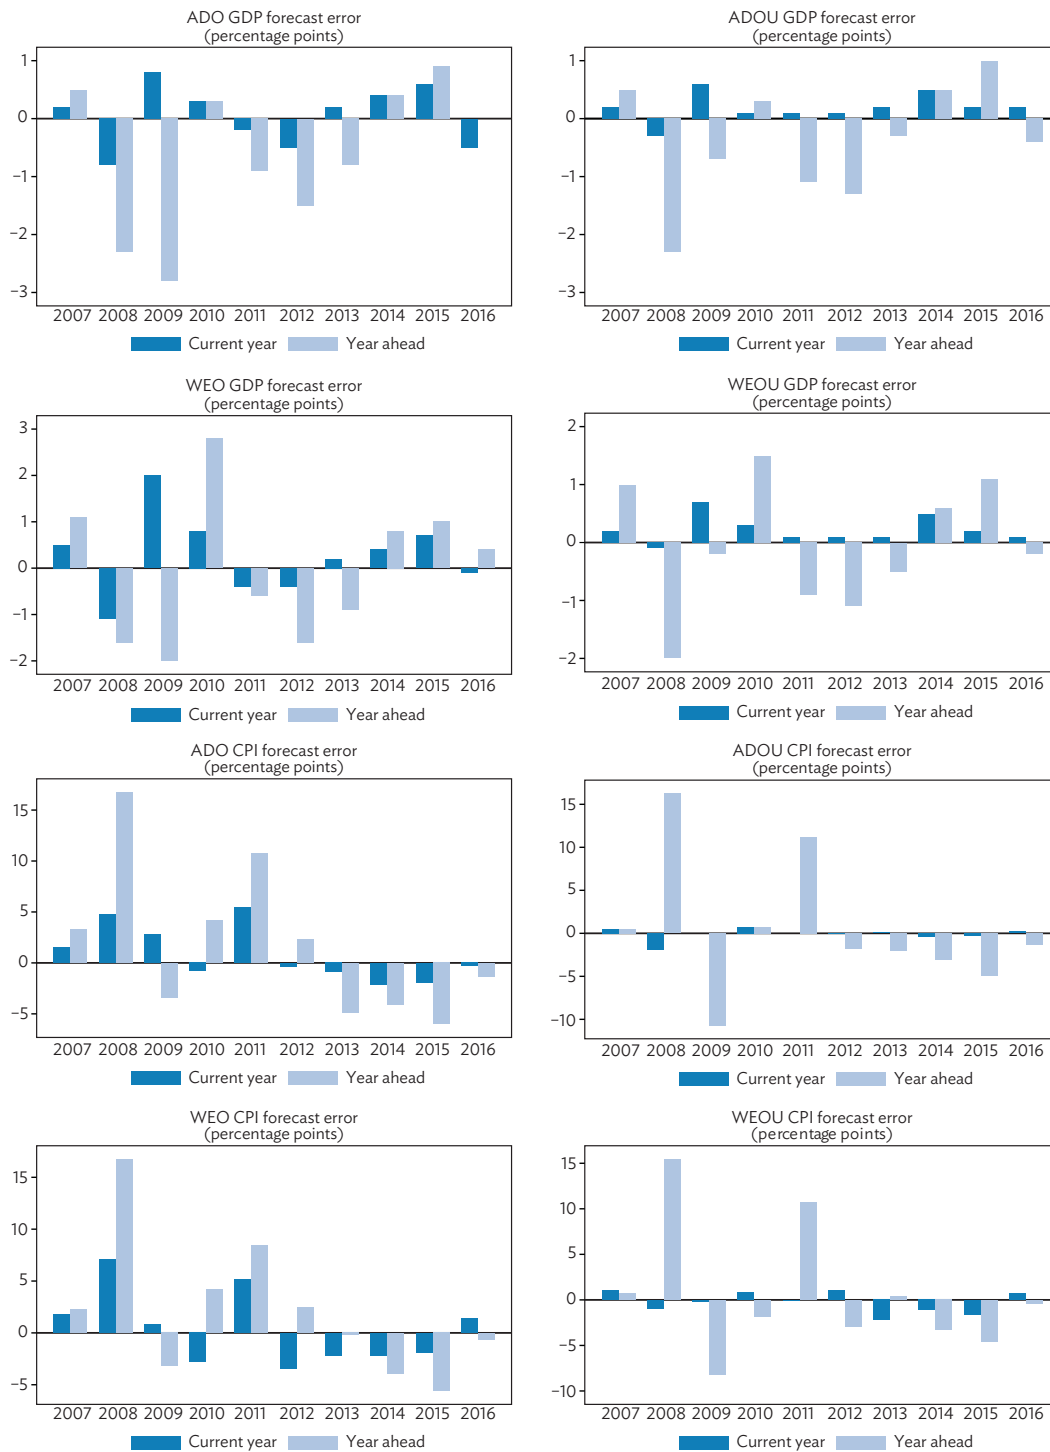 ADO GDP forecast error
(percentage points)
1
0
−1
−2
−3
2007 2008 2009 2010 2011 2012 2013 2014 2015 2016
Current year Year ahead
ADOU GDP forecast error
(percentage points)
1
0
−1
−2
−3
2007 2008 2009 2010 2011 2012 2013 2014 2015 2016
Current year Year ahead
WEO GDP forecast error
(percentage points)
3
2
1
0
−1
−2
2007 2008 2009 2010 2011 2012 2013 2014 2015 2016
Current year Year ahead
WEOU GDP forecast error
(percentage points)
2
1
0
−1
−2
2007 2008 2009 2010 2011 2012 2013 2014 2015 2016
Current year Year ahead
ADO CPI forecast error
(percentage points)
15
10
5
0
−5
2007 2008 2009 2010 2011 2012 2013 2014 2015 2016
Current year Year ahead
ADOU CPI forecast error
(percentage points)
15
10
5
0
−5
−10
2007 2008 2009 2010 2011 2012 2013 2014 2015 2016
Current year Year ahead
WEO CPI forecast error
(percentage points)
15
10
5
0
−5
2007 2008 2009 2010 2011 2012 2013 2014 2015 2016
Current year Year ahead
WEOU CPI forecast error
(percentage points)
15
10
5
0
−5
−10
2007 2008 2009 2010 2011 2012 2013 2014 2015 2016
Current year Year ahead